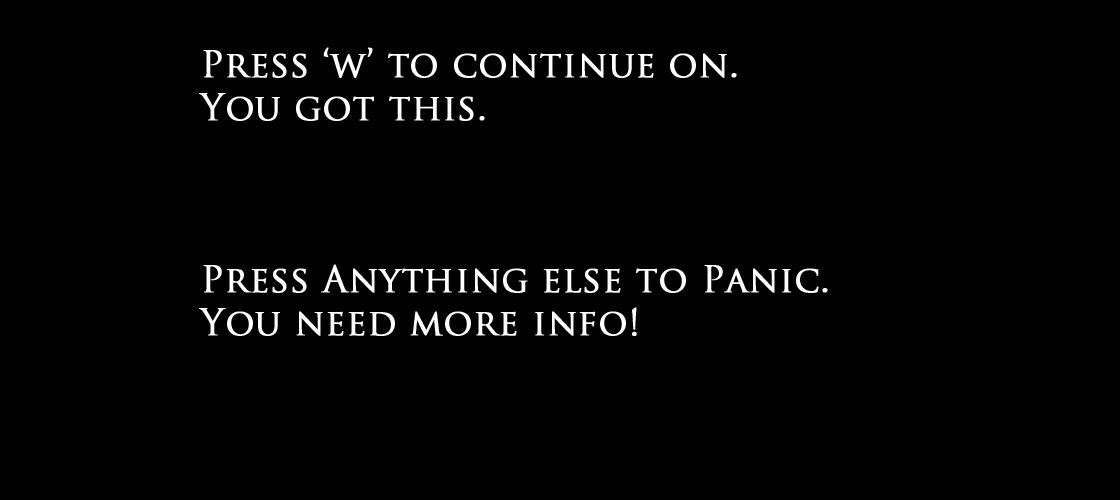 Press ‘w’ to continue on.
You got this.
Press Anything else to Panic.
You need more info!